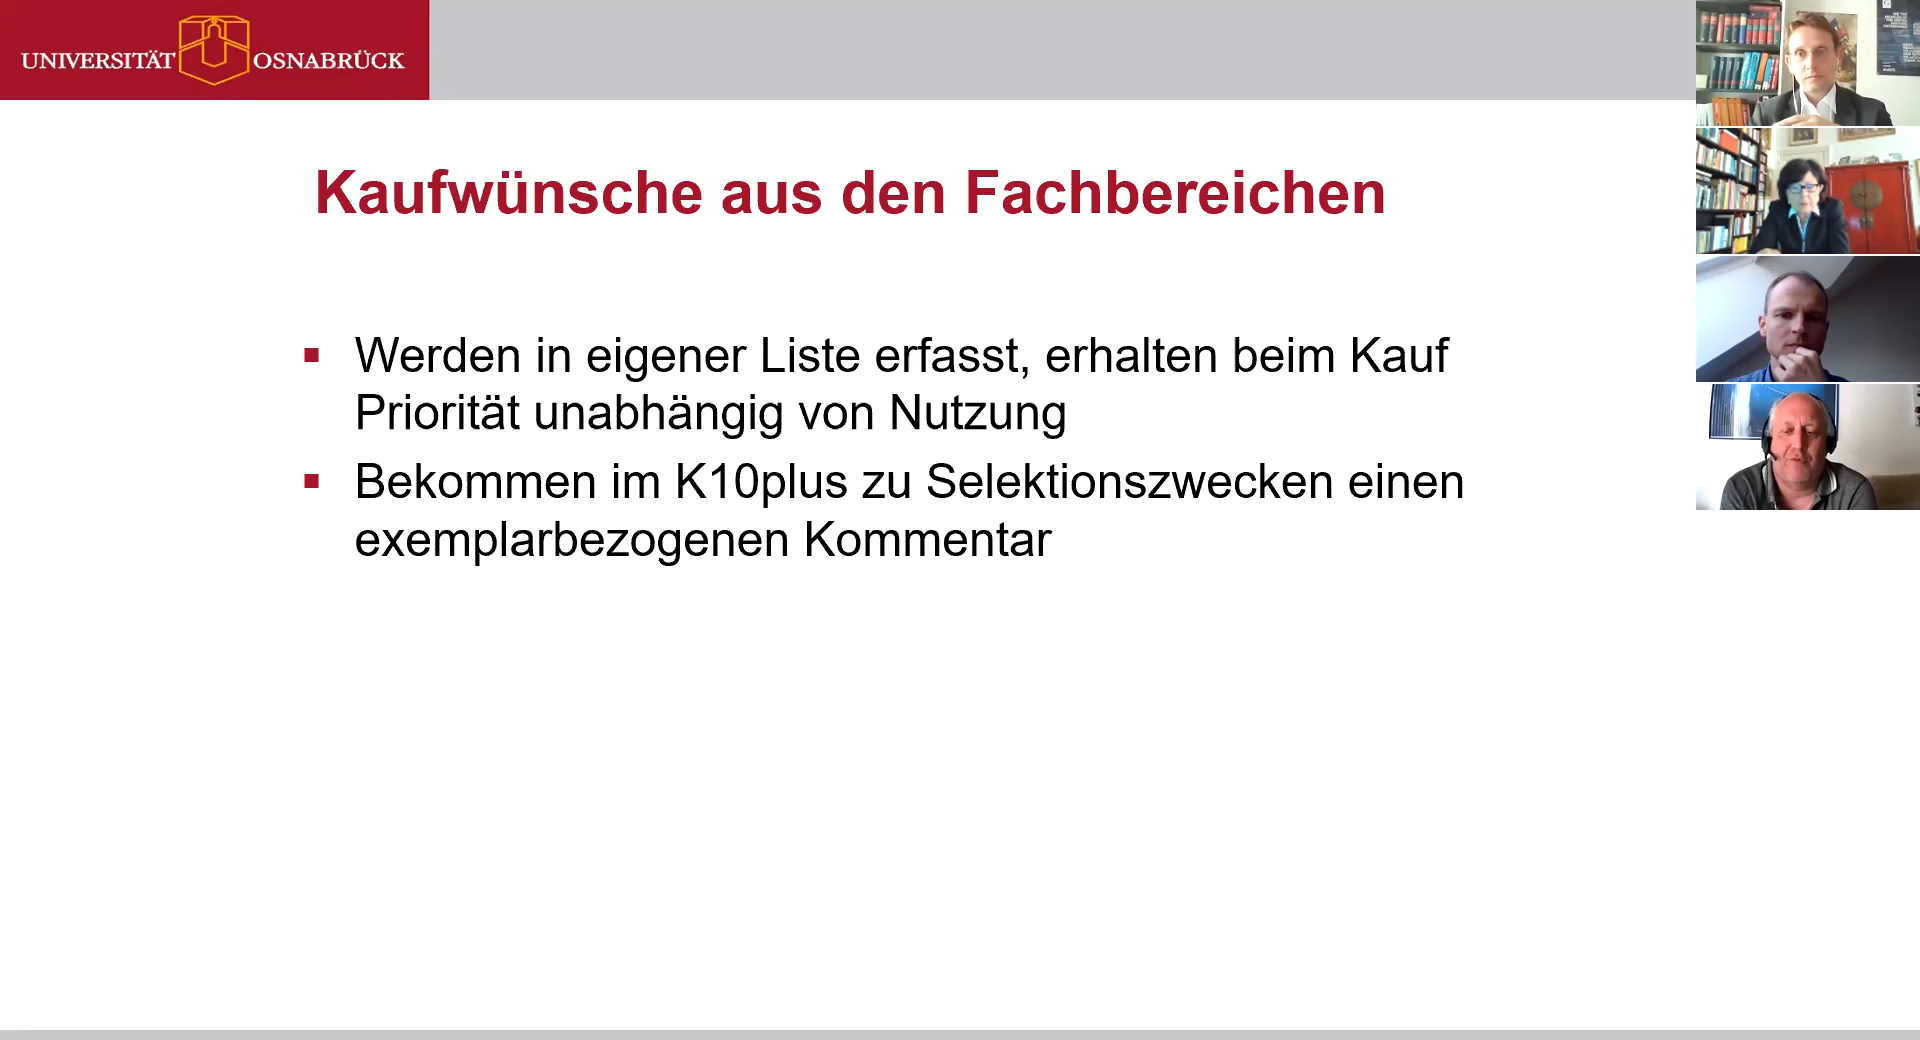 UNIVERSITÄT OSNABRÜCK
Kaufwünsche aus den Fachbereichen
▪ Werden in eigener Liste erfasst, erhalten beim Kauf
Priorität unabhängig von Nutzung
▪ Bekommen im K10plus zu Selektionszwecken einen
exemplarbezogenen Kommentar